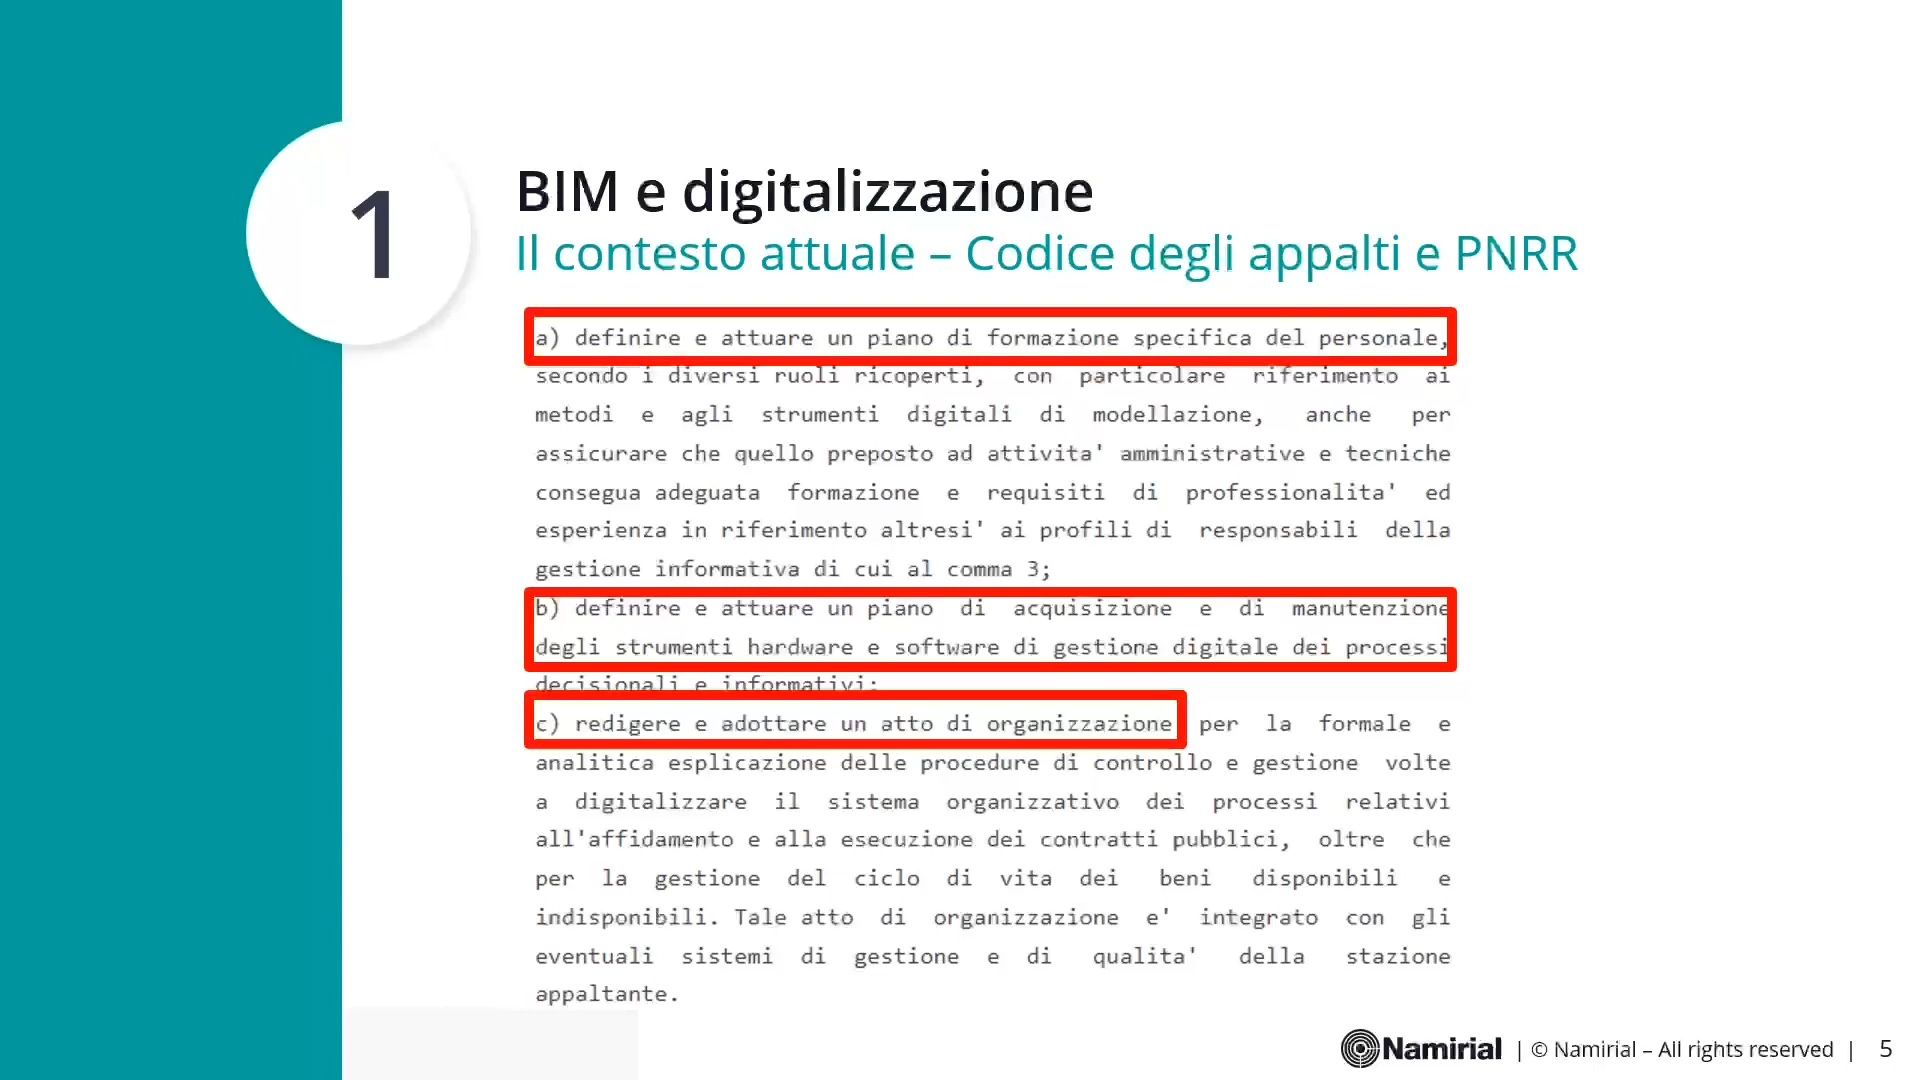 1
BIM e digitalizzazione
Il contesto attuale – Codice degli appalti e PNRR
a) definire e attuare un piano di formazione specifica del personale,
secondo i diversi ruoli ricoperti, con particolare riferimento ai
metodi e agli strumenti digitali di modellazione, anche per
assicurare che quello preposto ad attivita' amministrative e tecniche
consegua adeguata formazione e requisiti di professionalita' ed
esperienza in riferimento altresi' ai profili di responsabili della
gestione informativa di cui al comma 3;
b) definire e attuare un piano di acquisizione e di manutenzione
degli strumenti hardware e software di gestione digitale dei processi
decisionali e informativi;
c) redigere e adottare un atto di organizzazione per la formale e
analitica esplicazione delle procedure di controllo e gestione volte
a digitalizzare il sistema organizzativo dei processi relativi
all'affidamento e alla esecuzione dei contratti pubblici, oltre che
per la gestione del ciclo di vita dei beni disponibili e
indisponibili. Tale atto di organizzazione e' integrato con gli
eventuali sistemi di gestione e di qualita' della stazione
appaltante.
Namirial | © Namirial – All rights reserved | 5